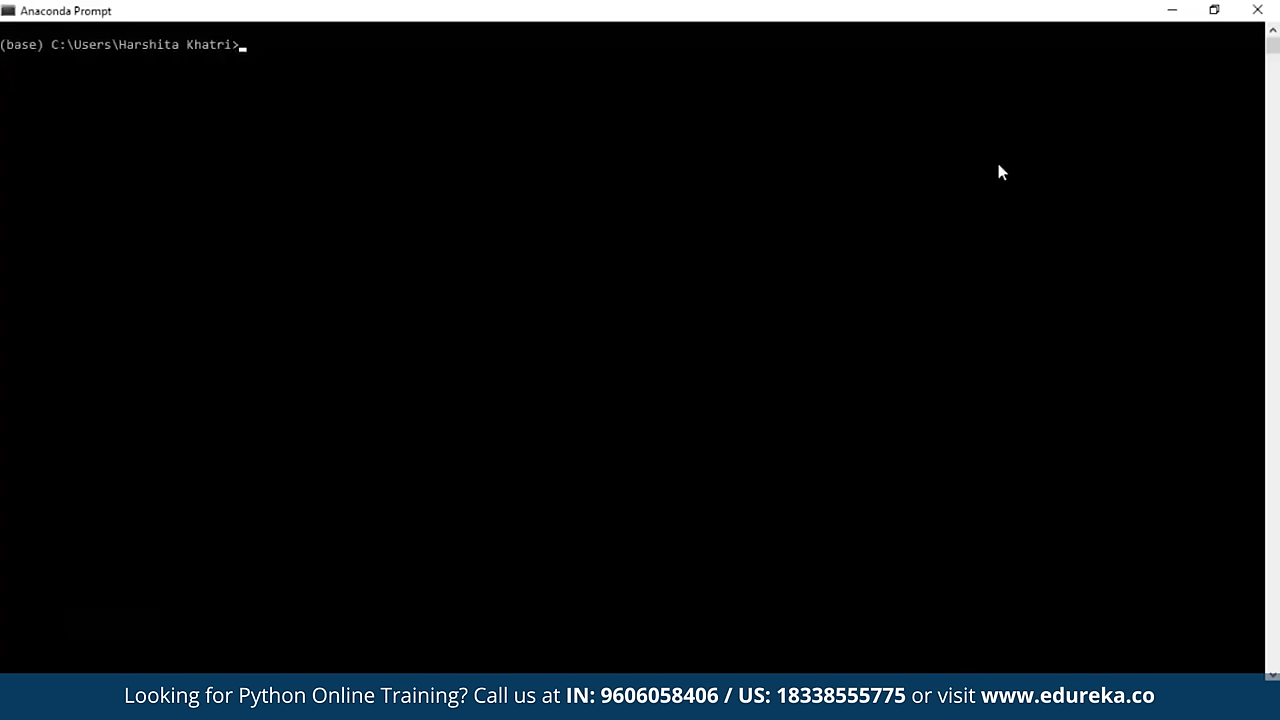 Anaconda Prompt
(base) C:\Users\Harshita Khatri>
Looking for Python Online Training? Call us at IN: 9606058406 / US: 18338555775 or visit www.edureka.co